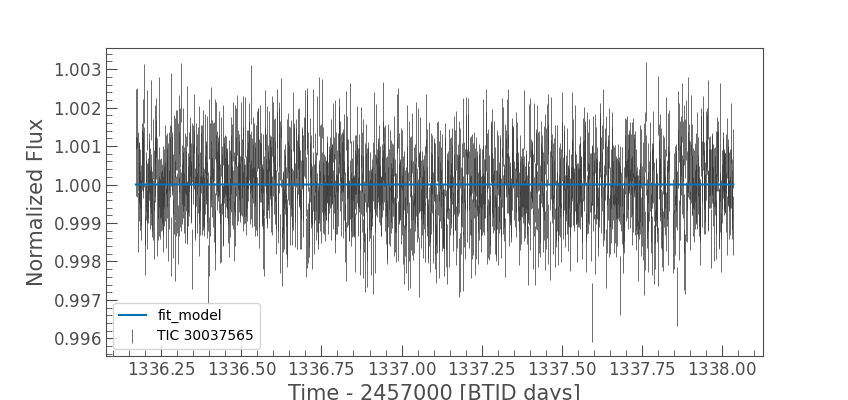 1.003
1.002
1.001
1.000
0.999
0.998
0.997
0.996
Normalized Flux
fit_model
TIC 30037565
1336.25 1336.50 1336.75 1337.00 1337.25 1337.50 1337.75 1338.00
Time - 2457000 [BTJD days]